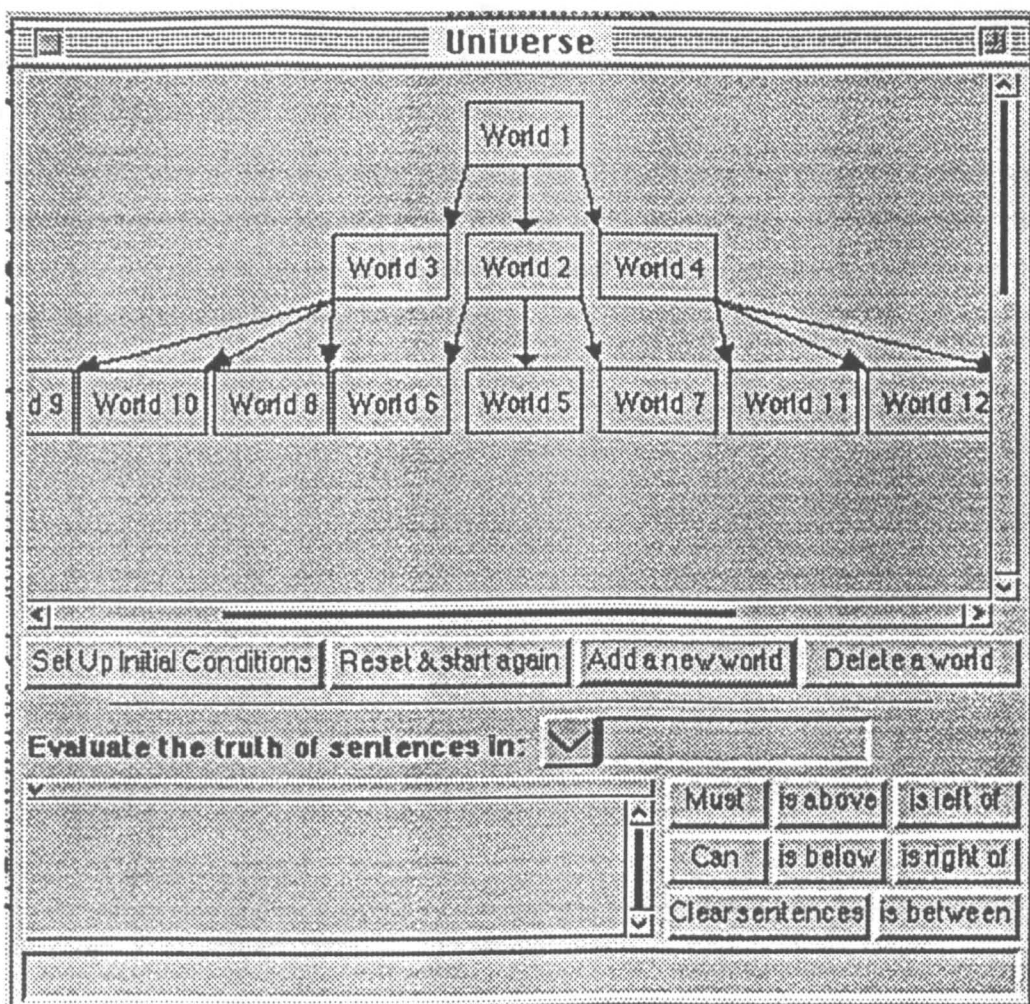 Universe
World 1
World 3 World 2 World 4
d 9 World 10 World 8 World 6 World 5 World 7 World 11 World 12
Set Up Initial Conditions Reset & start again Add a new world Delete a world
Evaluate the truth of sentences in:
Must is above is left of
Can is below is right of
Clear sentences is between